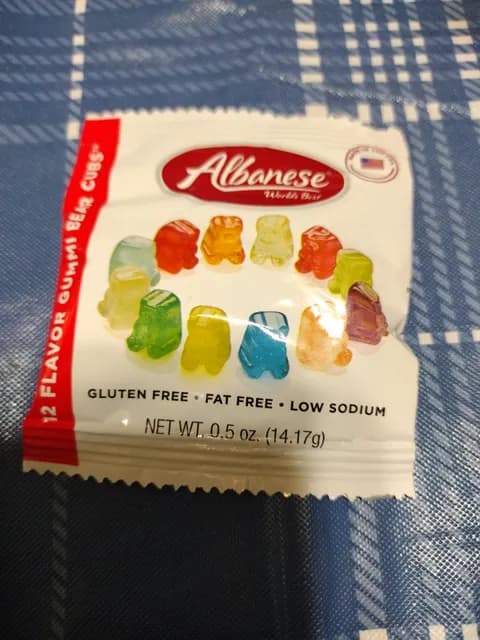 Albanese®
World's Best
12 FLAVOR GUMMI BEAR CUBS™
GLUTEN FREE • FAT FREE • LOW SODIUM
NET WT. 0.5 oz. (14.17g)